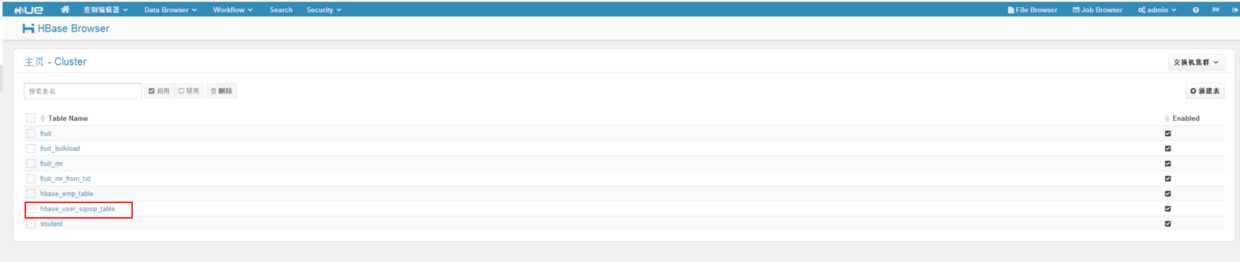 HUE 查询编辑器 Data Browser Workflow Search Security File Browser Job Browser admin
HBase Browser
主页 - Cluster 交换机集群
搜索表名 启用 禁用 删除 新建表
Table Name Enabled
fruit
fruit_bulkload
fruit_mr
fruit_mr_from_txt
hbase_emp_table
hbase_user_sqoop_table
student